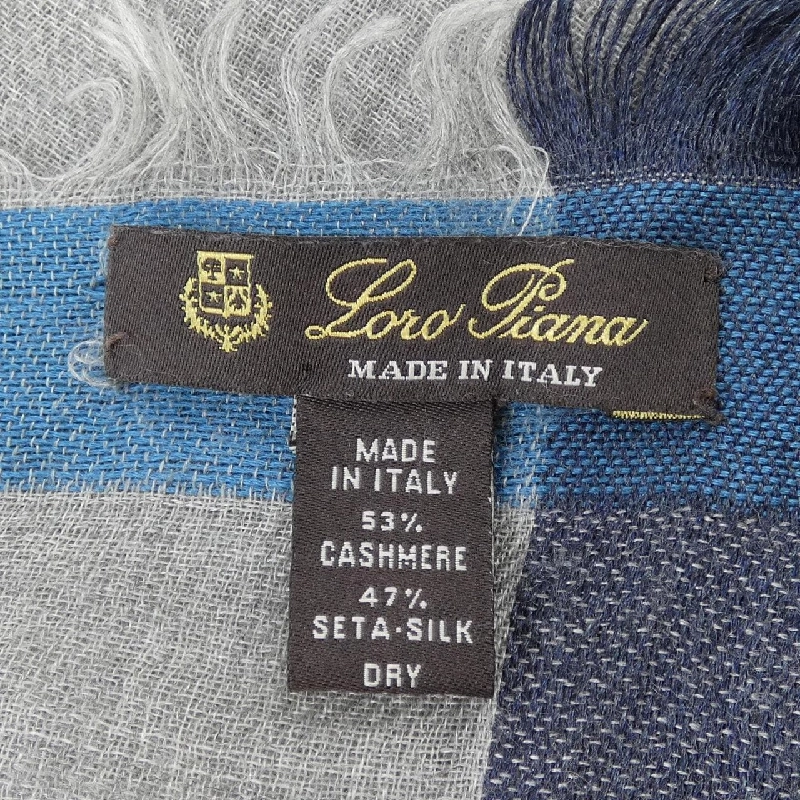 Loro Piana
MADE IN ITALY
MADE
IN ITALY
53%
CASHMERE
47%
SETA-SILK
DRY